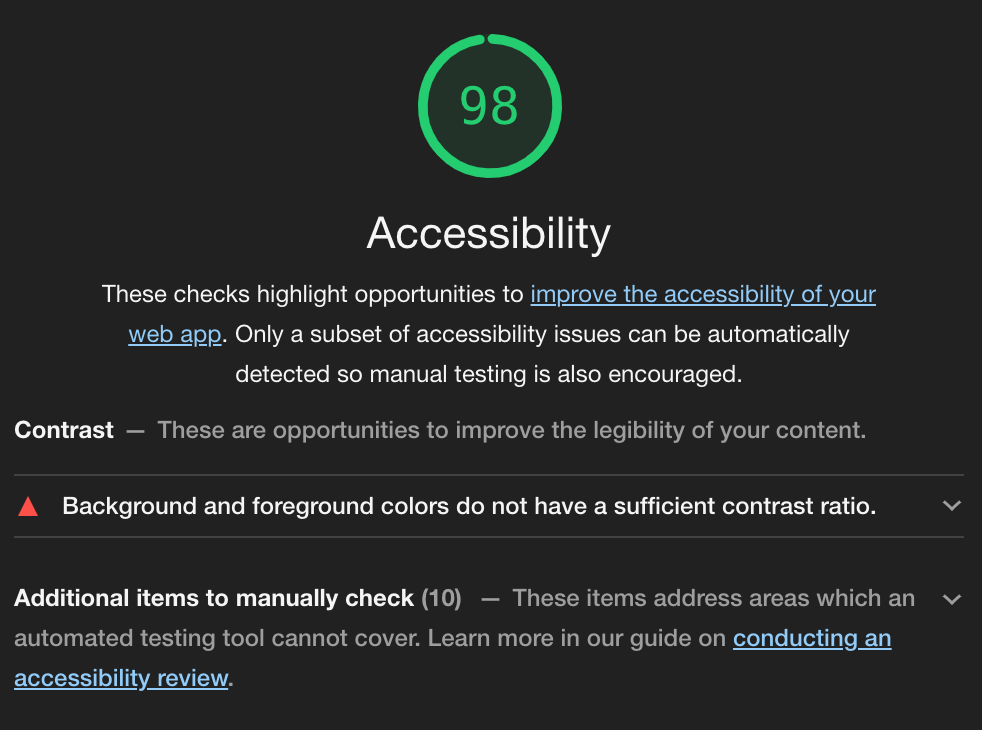 98
Accessibility
These checks highlight opportunities to improve the accessibility of your
web app. Only a subset of accessibility issues can be automatically
detected so manual testing is also encouraged.
Contrast — These are opportunities to improve the legibility of your content.
Background and foreground colors do not have a sufficient contrast ratio.
Additional items to manually check (10) — These items address areas which an
automated testing tool cannot cover. Learn more in our guide on conducting an
accessibility review.